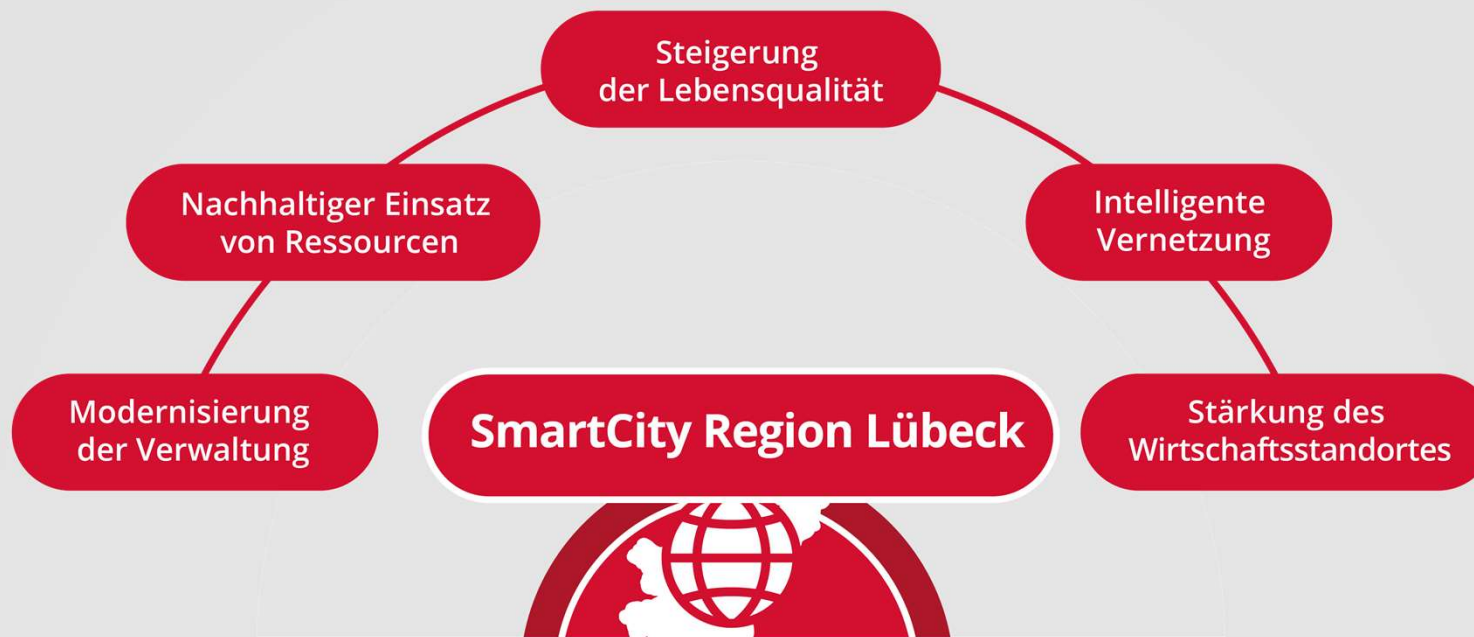 Steigerung
der Lebensqualität
Nachhaltiger Einsatz
von Ressourcen
Intelligente
Vernetzung
Modernisierung
der Verwaltung
SmartCity Region Lübeck
Stärkung des
Wirtschaftsstandortes